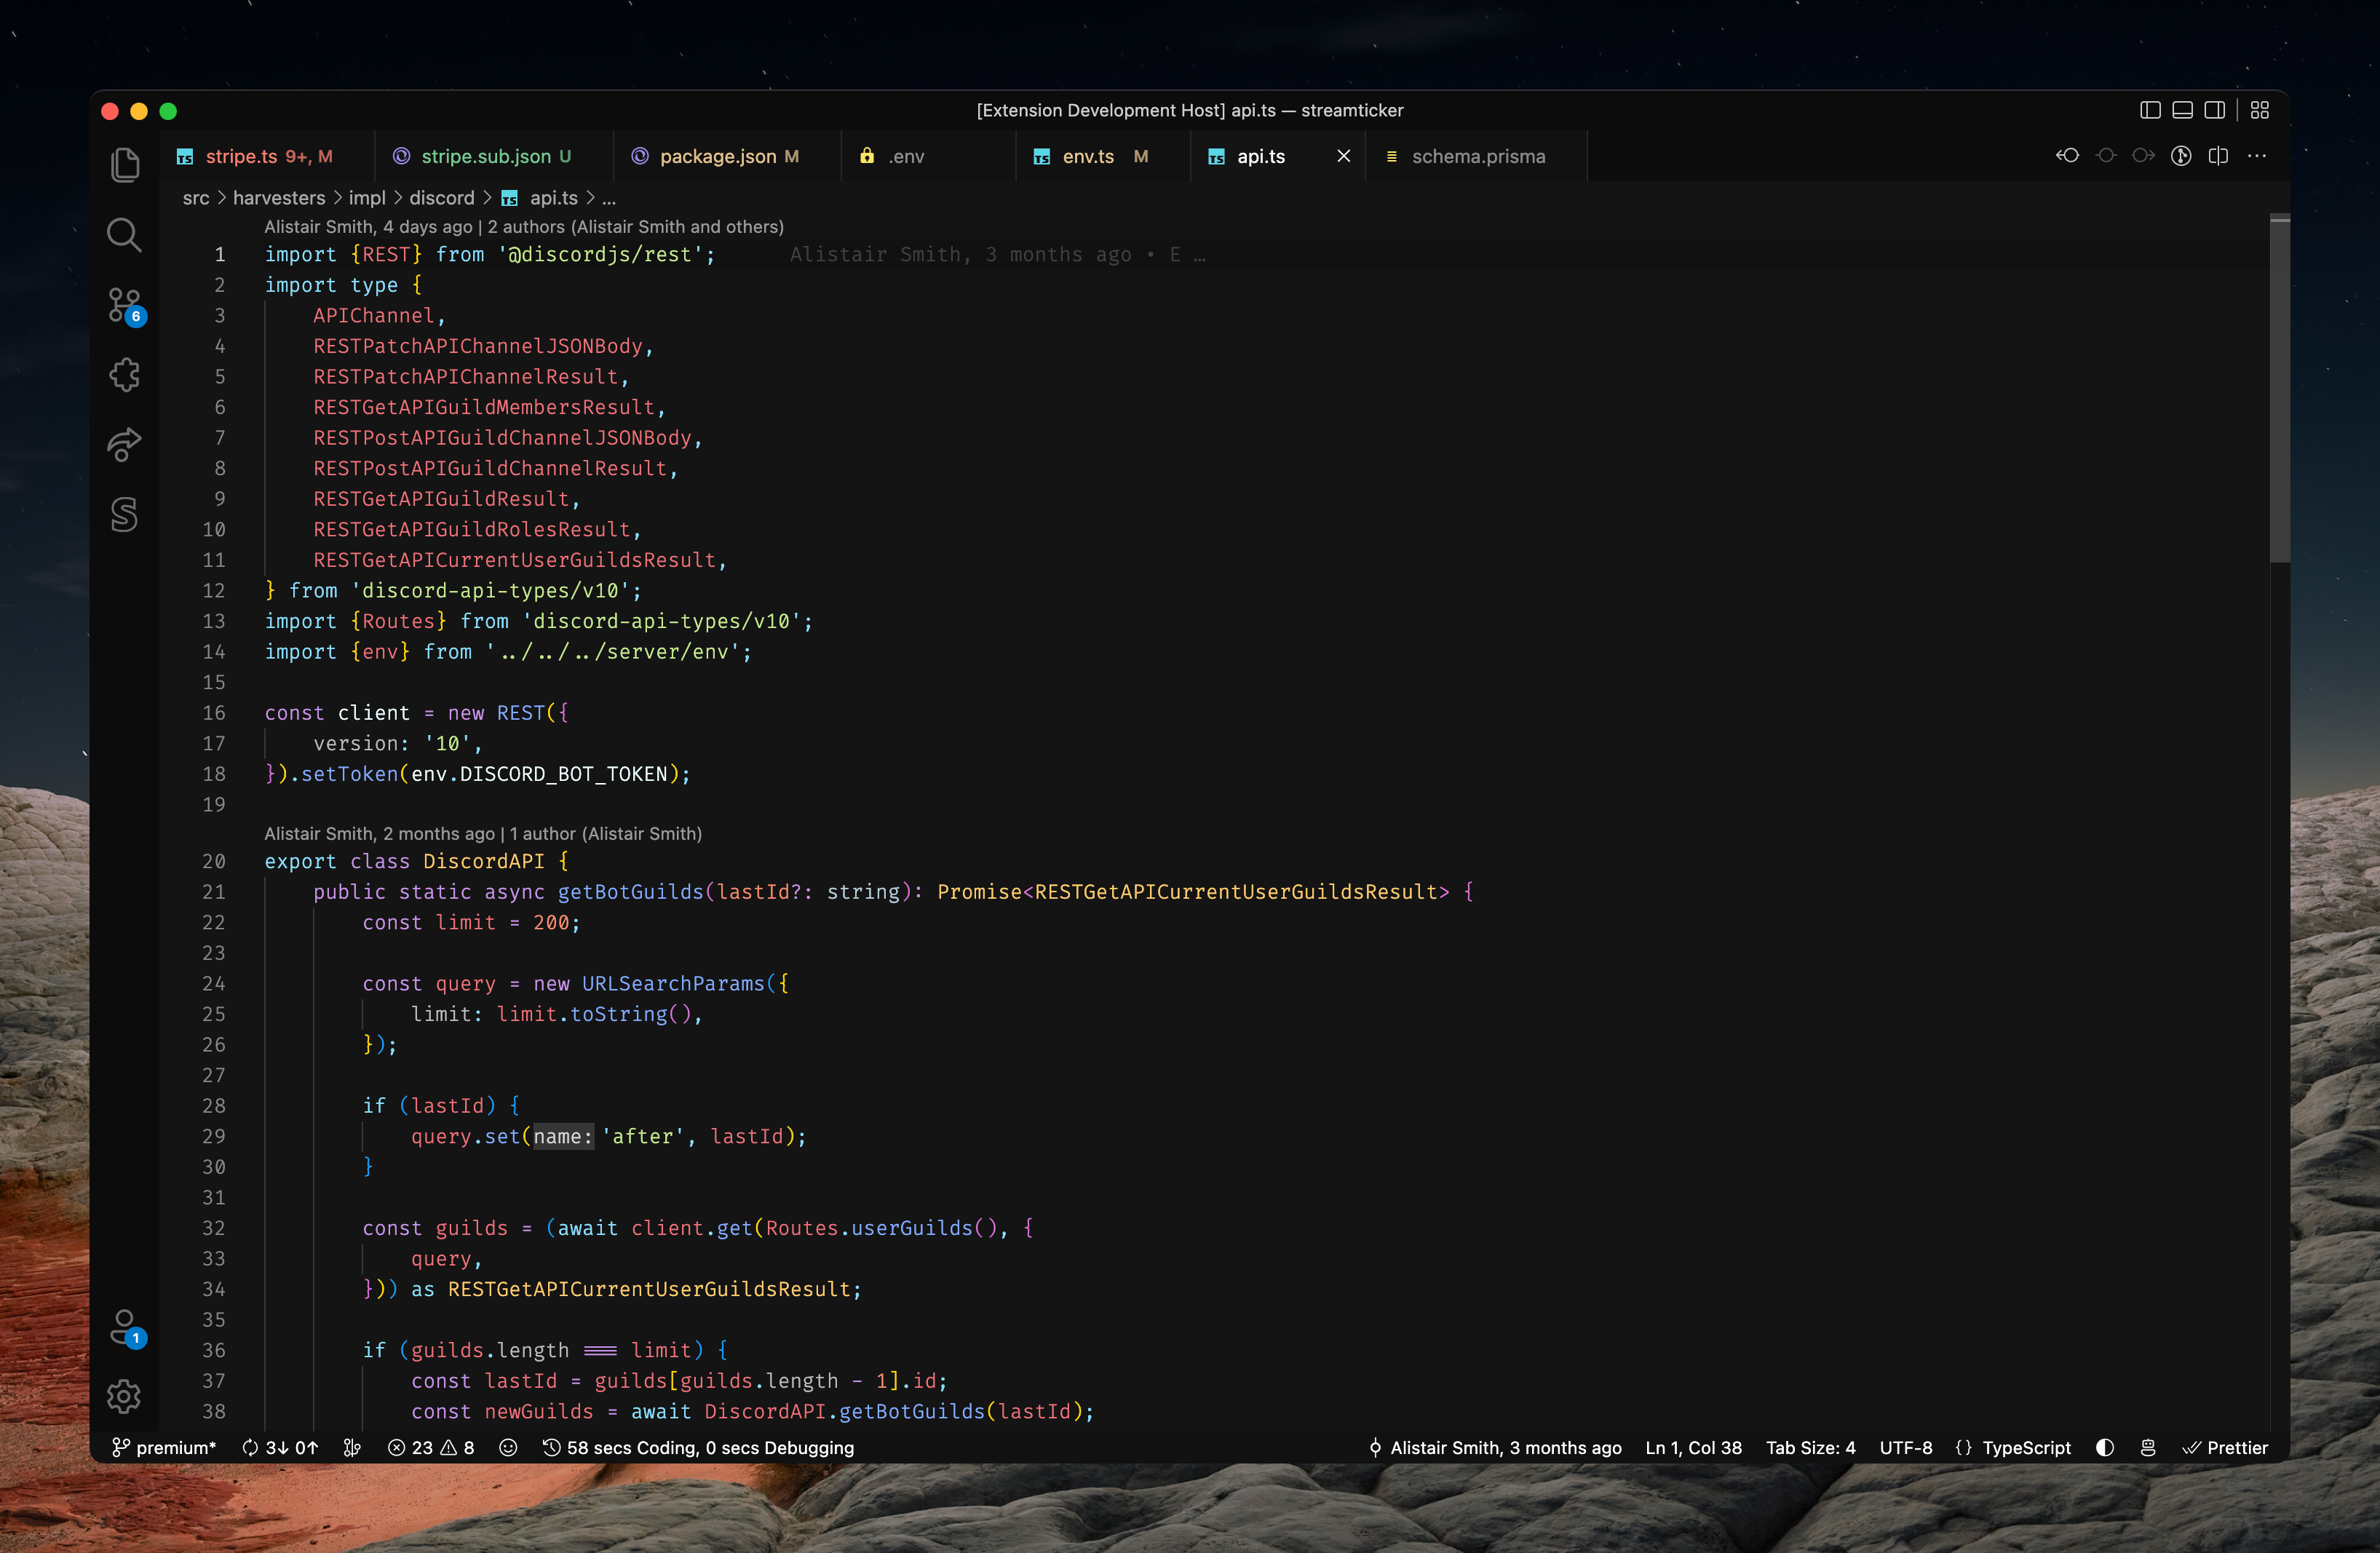 [Extension Development Host] api.ts — streamticker
stripe.ts 9+, M
stripe.sub.json U
package.json M
.env
env.ts M
api.ts
schema.prisma
src > harvesters > impl > discord > TS api.ts > ...
Alistair Smith, 4 days ago | 2 authors (Alistair Smith and others)
1 import {REST} from '@discordjs/rest'; Alistair Smith, 3 months ago • E …
2 import type {
3 APIChannel,
4 RESTPatchAPIChannelJSONBody,
5 RESTPatchAPIChannelResult,
6 RESTGetAPIGuildMembersResult,
7 RESTPostAPIGuildChannelJSONBody,
8 RESTPostAPIGuildChannelResult,
9 RESTGetAPIGuildResult,
10 RESTGetAPIGuildRolesResult,
11 RESTGetAPICurrentUserGuildsResult,
12 } from 'discord-api-types/v10';
13 import {Routes} from 'discord-api-types/v10';
14 import {env} from '../../../server/env';
15
16 const client = new REST({
17 version: '10',
18 }).setToken(env.DISCORD_BOT_TOKEN);
19
Alistair Smith, 2 months ago | 1 author (Alistair Smith)
20 export class DiscordAPI {
21 public static async getBotGuilds(lastId?: string): Promise<RESTGetAPICurrentUserGuildsResult> {
22 const limit = 200;
23
24 const query = new URLSearchParams({
25 limit: limit.toString(),
26 });
27
28 if (lastId) {
29 query.set(name: 'after', lastId);
30 }
31
32 const guilds = (await client.get(Routes.userGuilds(), {
33 query,
34 })) as RESTGetAPICurrentUserGuildsResult;
35
36 if (guilds.length === limit) {
37 const lastId = guilds[guilds.length - 1].id;
38 const newGuilds = await DiscordAPI.getBotGuilds(lastId);
6
1
premium* 3↓ 0↑ 23 8 58 secs Coding, 0 secs Debugging Alistair Smith, 3 months ago Ln 1, Col 38 Tab Size: 4 UTF-8 {} TypeScript Prettier